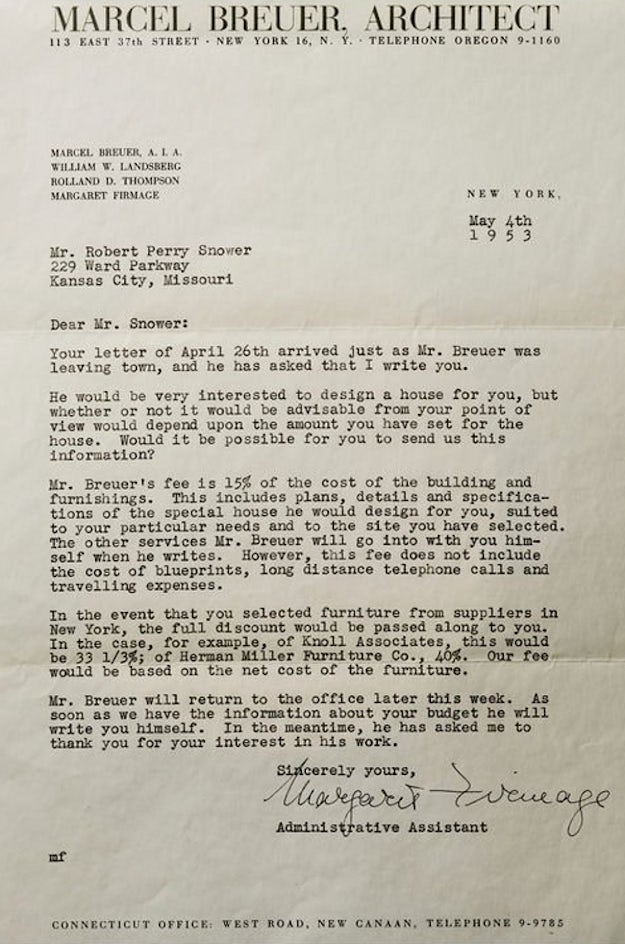 MARCEL BREUER, ARCHITECT
113 EAST 37th STREET · NEW YORK 16, N. Y. · TELEPHONE OREGON 9-1160
MARCEL BREUER, A. I. A.
WILLIAM W. LANDSBERG
ROLLAND D. THOMPSON
MARGARET FIRMAGE
NEW YORK,
May 4th
1 9 5 3
Mr. Robert Perry Snower
229 Ward Parkway
Kansas City, Missouri
Dear Mr. Snower:
Your letter of April 26th arrived just as Mr. Breuer was
leaving town, and he has asked that I write you.
He would be very interested to design a house for you, but
whether or not it would be advisable from your point of
view would depend upon the amount you have set for the
house. Would it be possible for you to send us this
information?
Mr. Breuer's fee is 15% of the cost of the building and
furnishings. This includes plans, details and specifica-
tions of the special house he would design for you, suited
to your particular needs and to the site you have selected.
The other services Mr. Breuer will go into with you him-
self when he writes. However, this fee does not include
the cost of blueprints, long distance telephone calls and
travelling expenses.
In the event that you selected furniture from suppliers in
New York, the full discount would be passed along to you.
In the case, for example, of Knoll Associates, this would
be 33 1/3%; of Herman Miller Furniture Co., 40%. Our fee
would be based on the net cost of the furniture.
Mr. Breuer will return to the office later this week. As
soon as we have the information about your budget he will
write you himself. In the meantime, he has asked me to
thank you for your interest in his work.
Sincerely yours,
Margaret Firmage
Administrative Assistant
mf
CONNECTICUT OFFICE: WEST ROAD, NEW CANAAN, TELEPHONE 9-9785